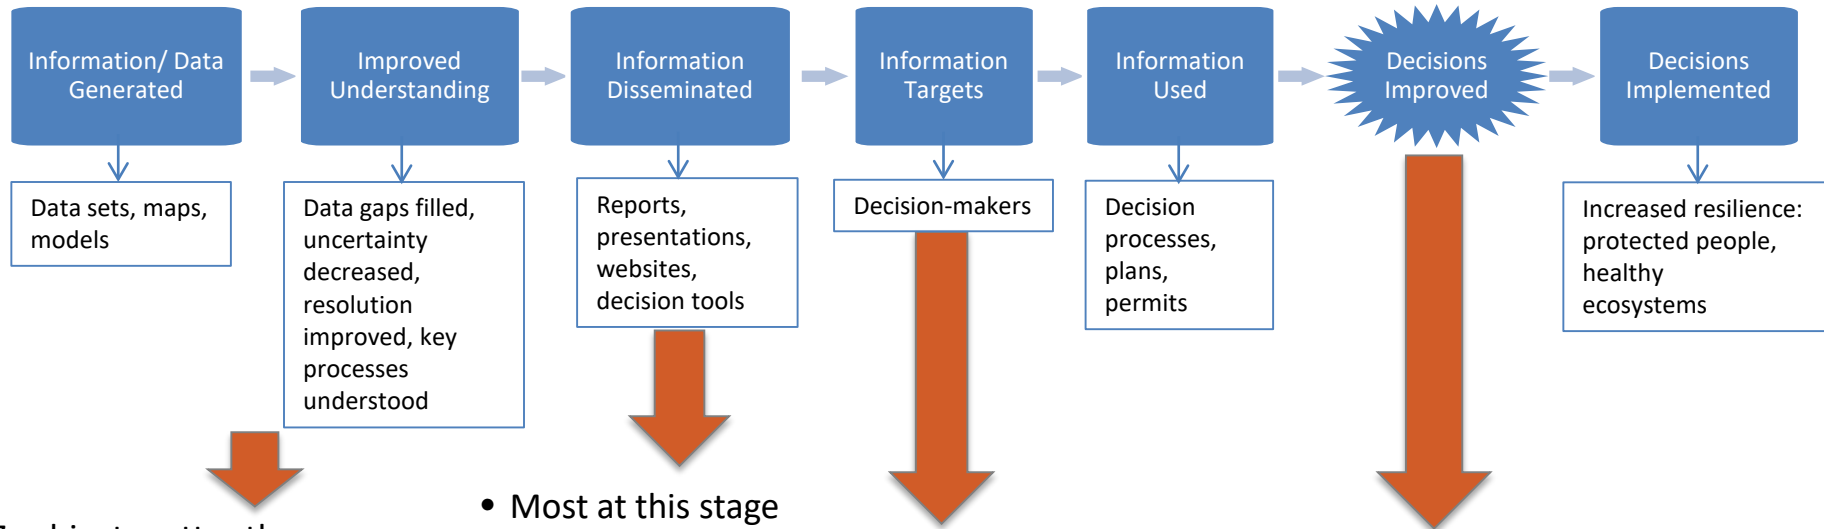 Information/ Data
Generated
Improved
Understanding
Information
Disseminated
Information
Targets
Information
Used
Decisions
Improved
Decisions
Implemented
Data sets, maps,
models
Data gaps filled,
uncertainty
decreased,
resolution
improved, key
processes
understood
Reports,
presentations,
websites,
decision tools
Decision-makers
Decision
processes,
plans,
permits
Increased resilience:
protected people,
healthy
ecosystems
• Most at this stage